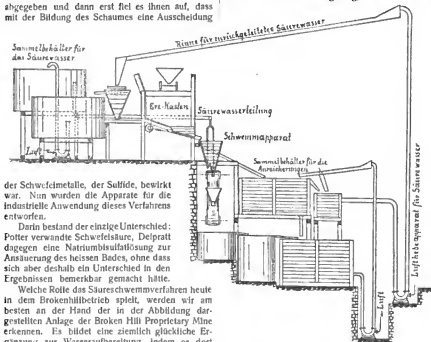 abgegeben und dann erst fiel es ihnen auf, dass
mit der Bildung des Schaumes eine Ausscheidung
Rinne für zurückgeleitetes Säurewasser
Sammelbehälter für
das Säurewasser
Erz-Kasten
Säurewasserleitung
Schwemmapparat
Sammelbehälter für die
Anreicherungen
Luft
Luft
Lufthebeapparat für Säurewasser
der Schwefelmetalle, der Sulfide, bewirkt
war. Nun wurden die Apparate für die
industrielle Anwendung dieses Verfahrens
entworfen.
Darin bestand der einzige Unterschied:
Potter verwandte Schwefelsäure, Delpratt
dagegen eine Natriumbisulfatlösung zur
Ansäuerung des heissen Bades, ohne dass
sich aber deshalb ein Unterschied in den
Ergebnissen bemerkbar gemacht hätte.
Welche Rolle das Säureschwemmverfahren heute
in dem Brokenhillbetrieb spielt, werden wir am
besten an der Hand der in der Abbildung dar-
gestellten Anlage der Broken Hill Proprietary Mine
erkennen. Es bildet eine ziemlich glückliche Er-
gänzung zur Wasseraufbereitung, indem es dort